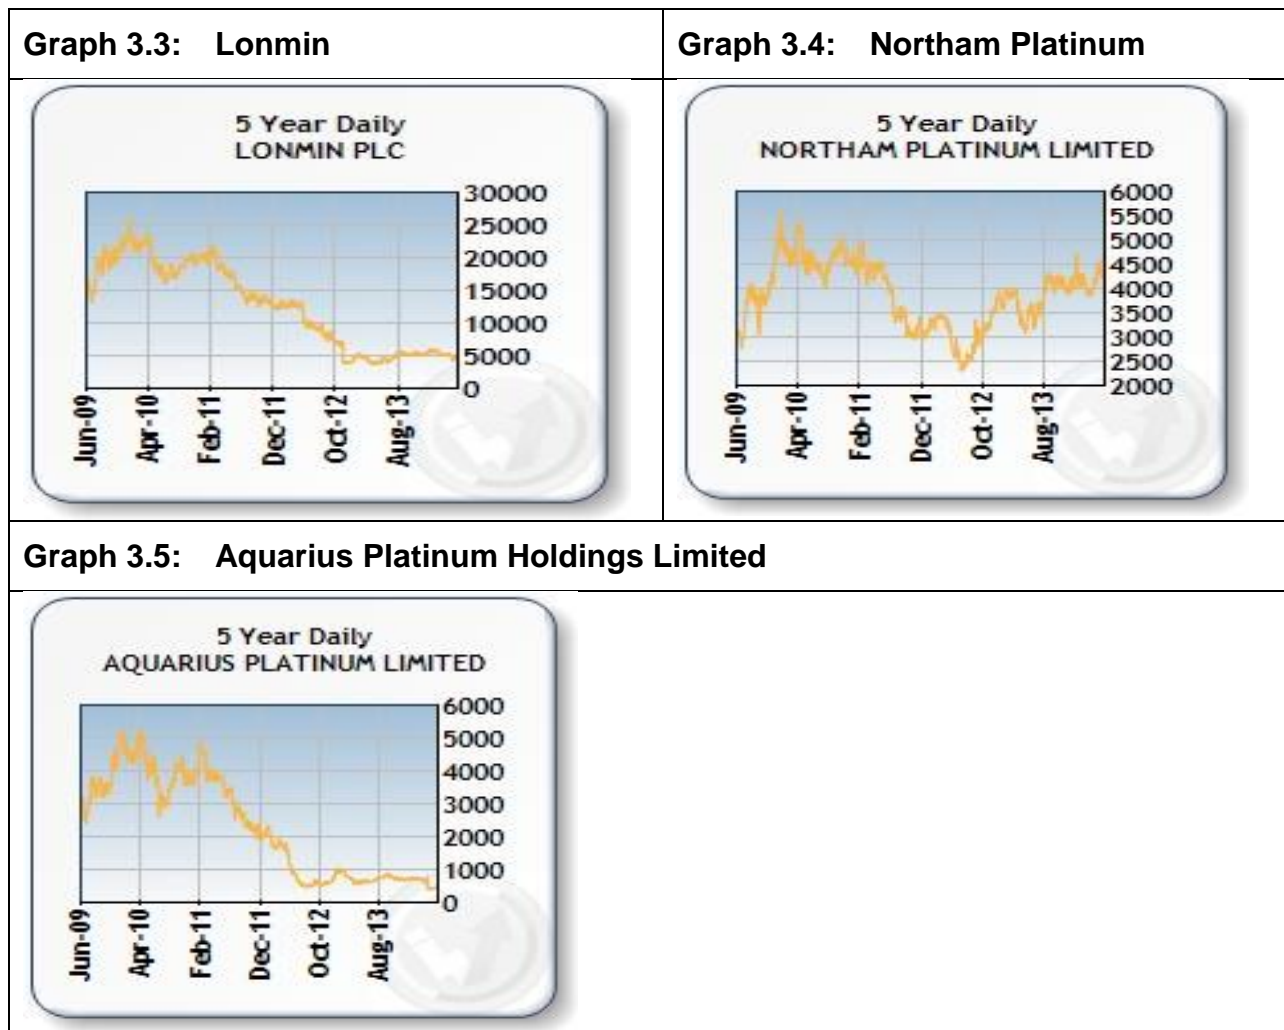 Graph 3.3: Lonmin
Graph 3.4: Northam Platinum
5 Year Daily
LONMIN PLC
30000
25000
20000
15000
10000
5000
0
Jun-09
Apr-10
Feb-11
Dec-11
Oct-12
Aug-13
5 Year Daily
NORTHAM PLATINUM LIMITED
6000
5500
5000
4500
4000
3500
3000
2500
2000
Jun-09
Apr-10
Feb-11
Dec-11
Oct-12
Aug-13
Graph 3.5: Aquarius Platinum Holdings Limited
5 Year Daily
AQUARIUS PLATINUM LIMITED
6000
5000
4000
3000
2000
1000
0
Jun-09
Apr-10
Feb-11
Dec-11
Oct-12
Aug-13